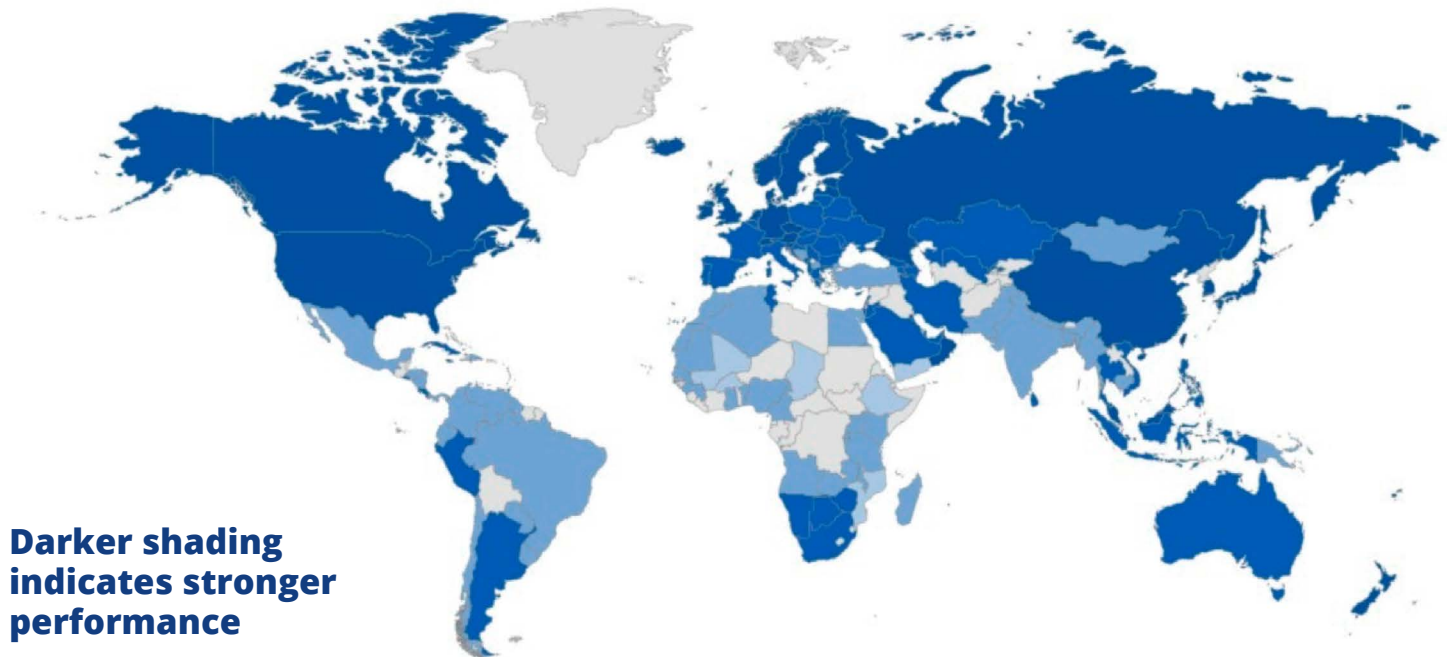 Darker shading
indicates stronger
performance